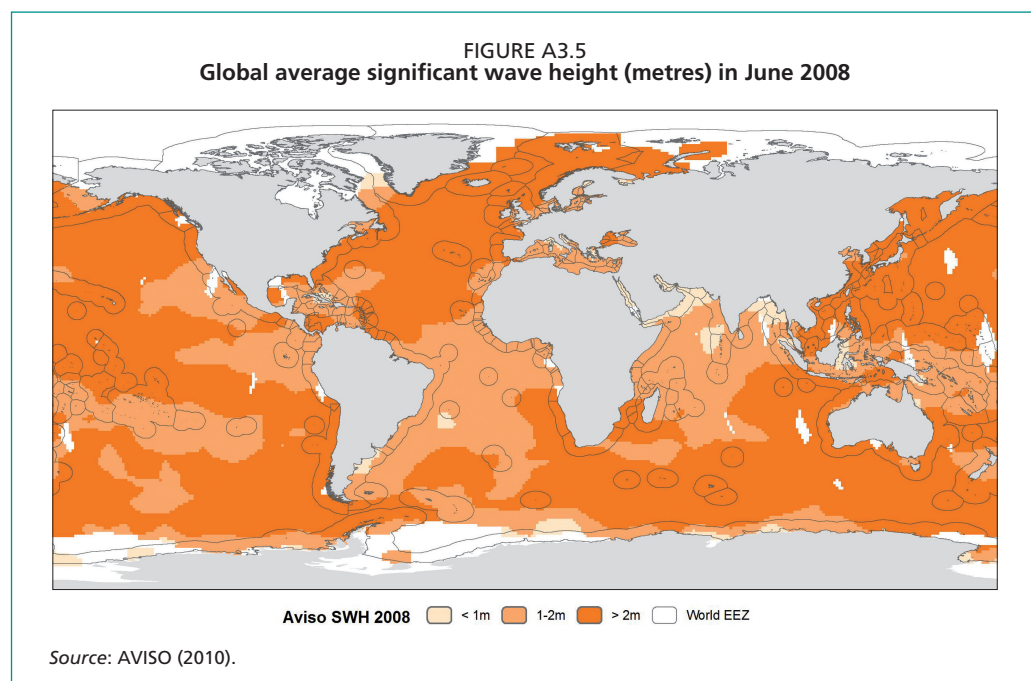 FIGURE A3.5
Global average significant wave height (metres) in June 2008
Aviso SWH 2008 < 1m 1-2m > 2m World EEZ
Source: AVISO (2010).